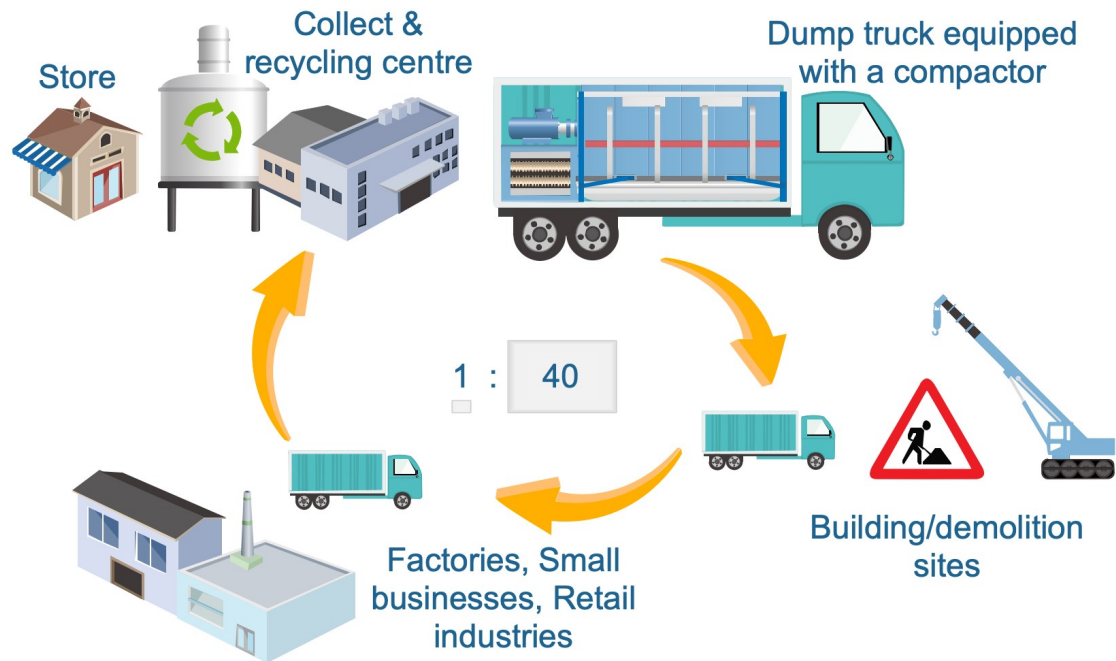 Store
Collect &
recycling centre
Dump truck equipped
with a compactor
1 : 40
Building/demolition
sites
Factories, Small
businesses, Retail
industries